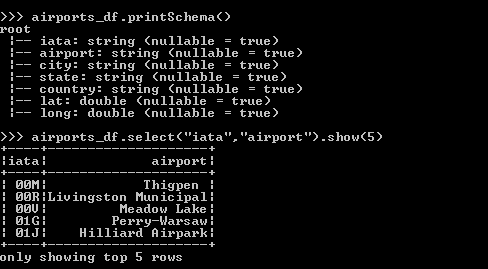 >>> airports_df.printSchema()
root
 |-- iata: string (nullable = true)
 |-- airport: string (nullable = true)
 |-- city: string (nullable = true)
 |-- state: string (nullable = true)
 |-- country: string (nullable = true)
 |-- lat: double (nullable = true)
 |-- long: double (nullable = true)
>>> airports_df.select("iata","airport").show(5)
+----+--------------------+
|iata|             airport|
+----+--------------------+
| 00M|            Thigpen |
| 00R|Livingston Municipal|
| 00V|         Meadow Lake|
| 01G|        Perry-Warsaw|
| 01J|    Hilliard Airpark|
+----+--------------------+
only showing top 5 rows